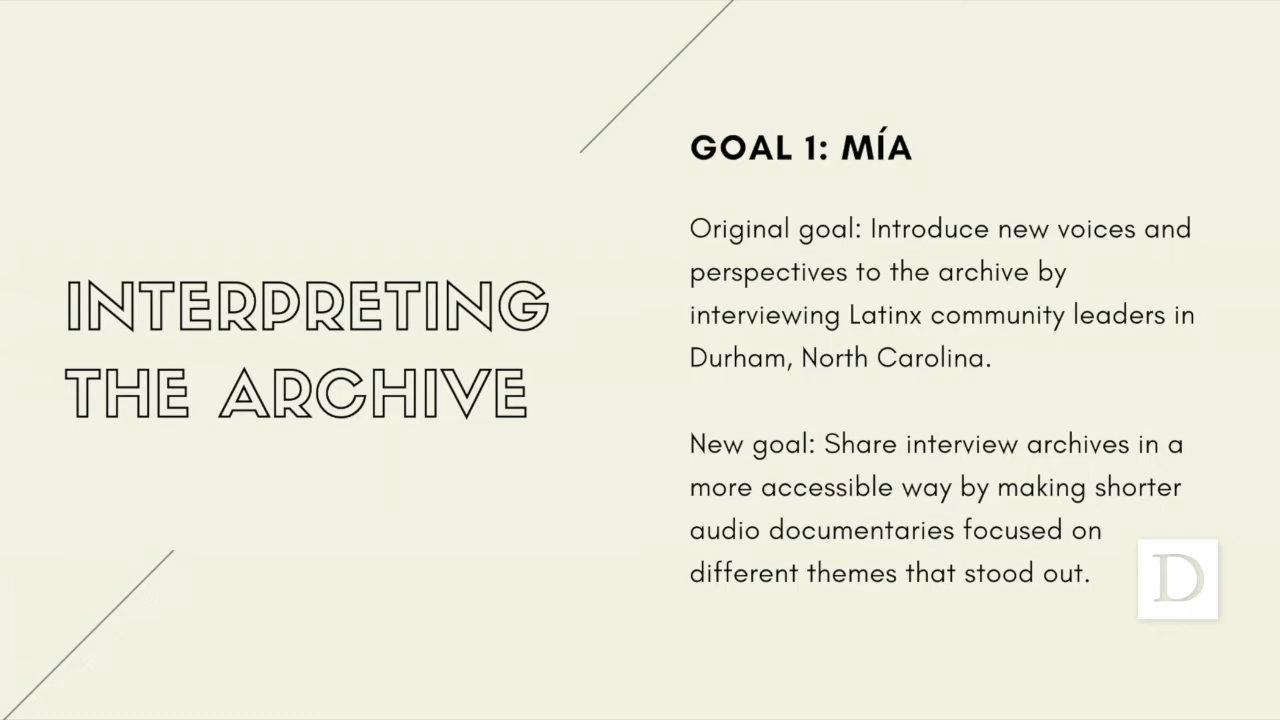 INTERPRETING
THE ARCHIVE
GOAL 1: MÍA
Original goal: Introduce new voices and
perspectives to the archive by
interviewing Latinx community leaders in
Durham, North Carolina.
New goal: Share interview archives in a
more accessible way by making shorter
audio documentaries focused on
different themes that stood out.
D